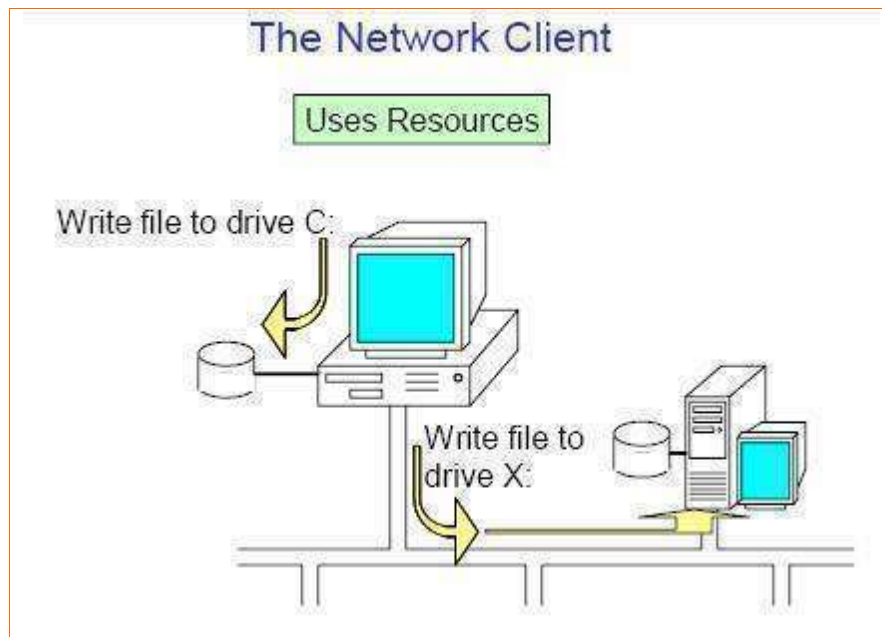 The Network Client
Uses Resources
Write file to drive C:
Write file to
drive X: